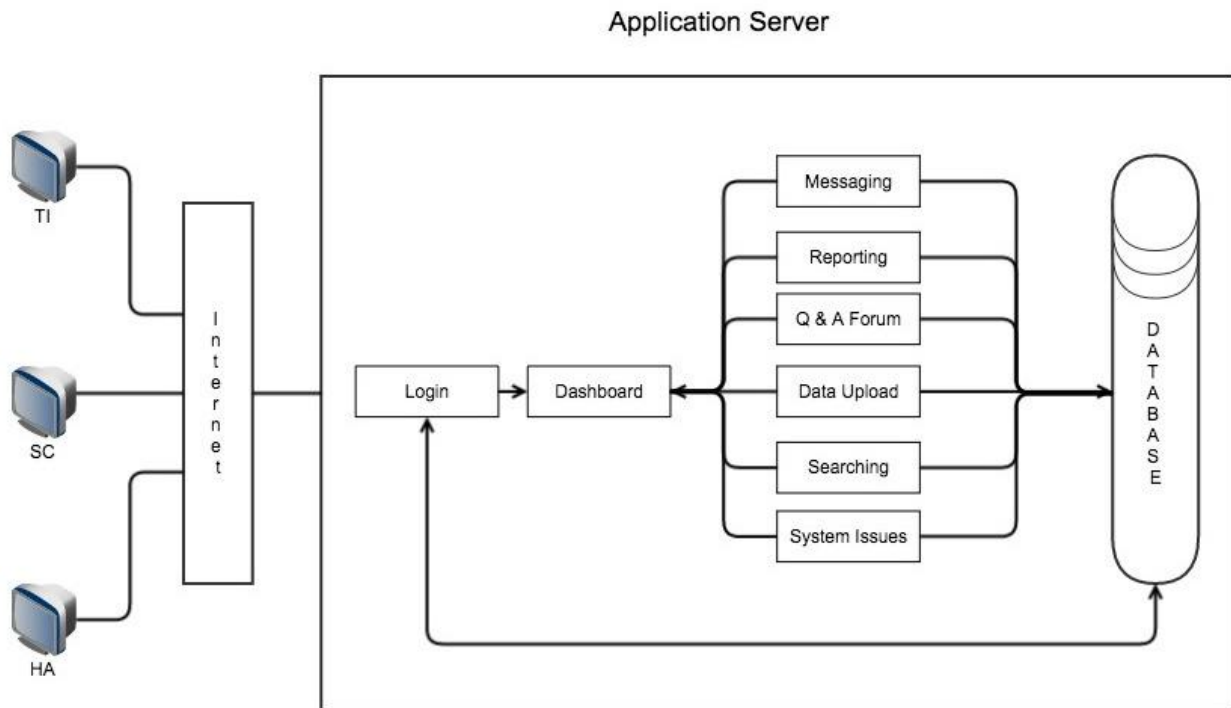 Application Server
TI
SC
HA
Internet
Login
Dashboard
Messaging
Reporting
Q & A Forum
Data Upload
Searching
System Issues
DATABASE